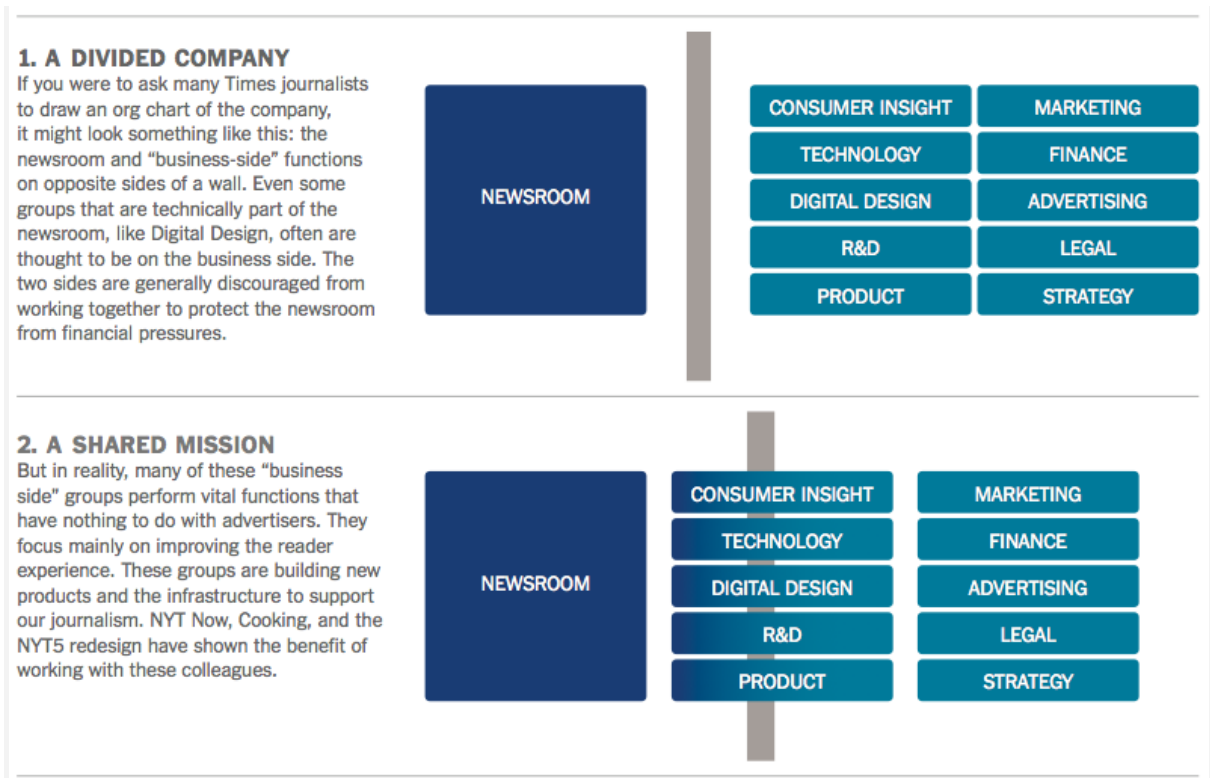 1. A DIVIDED COMPANY
If you were to ask many Times journalists
to draw an org chart of the company,
it might look something like this: the
newsroom and “business-side” functions
on opposite sides of a wall. Even some
groups that are technically part of the
newsroom, like Digital Design, often are
thought to be on the business side. The
two sides are generally discouraged from
working together to protect the newsroom
from financial pressures.
NEWSROOM
CONSUMER INSIGHT
MARKETING
TECHNOLOGY
FINANCE
DIGITAL DESIGN
ADVERTISING
R&D
LEGAL
PRODUCT
STRATEGY
2. A SHARED MISSION
But in reality, many of these “business
side” groups perform vital functions that
have nothing to do with advertisers. They
focus mainly on improving the reader
experience. These groups are building new
products and the infrastructure to support
our journalism. NYT Now, Cooking, and the
NYT5 redesign have shown the benefit of
working with these colleagues.
NEWSROOM
CONSUMER INSIGHT
MARKETING
TECHNOLOGY
FINANCE
DIGITAL DESIGN
ADVERTISING
R&D
LEGAL
PRODUCT
STRATEGY